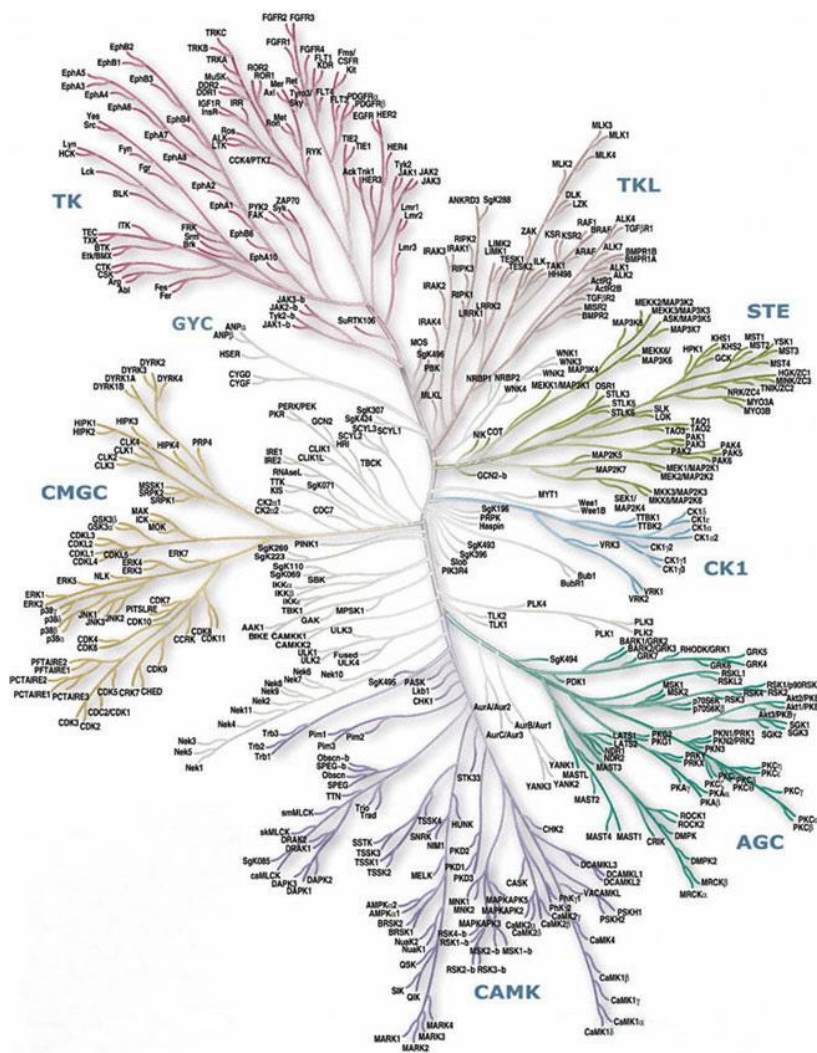 TK
TKL
STE
GYC
CMGC
CK1
AGC
CAMK
FGFR2
FGFR3
TRKC
FGFR1
TRKB
FGFR4
Fms/
CSFR
TRKA
FLT1
KDR
Kit
EphB2
EphB1
EphA5
EphB3
EphA3
EphA4
MuSK
ROR2
ROR1
Ret
Mer
Axl
Tyro3/
Sky
DDR2
DDR1
FLT4
FLT3
PDGFRα
PDGFRβ
EphA6
IGF1R
IRR
InsR
EGFR
HER2
Yes
Src
EphB4
EphA7
Ros
ALK
LTK
Met
Ron
TIE2
TIE1
HER4
Lyn
HCK
Fyn
EphA8
CCK4/PTK7
RYK
Lck
Fgr
Ack
Tnk1
HER3
Tyk2
JAK1
JAK2
JAK3
BLK
EphA2
EphA1
PYK2
FAK
ZAP70
Syk
Lmr1
Lmr2
Lmr3
ITK
TEC
TXK
BTK
Etk/BMX
FRK
Srm
Brk
EphB6
EphA10
CTK
CSK
Arg
Abl
Fes
Fer
JAK3~b
JAK2~b
Tyk2~b
JAK1~b
SuRTK106
MLK3
MLK1
MLK4
MLK2
ANKRD3
SgK288
DLK
LZK
ZAK
RIPK2
IRAK3
IRAK1
LIMK2
LIMK1
TESK1
TESK2
ILK
TAK1
HH498
KSR
KSR2
RAF1
BRAF
ARAF
ALK4
TGFβR1
ALK7
BMPR1B
BMPR1A
ALK1
ALK2
RIPK3
IRAK2
RIPK1
LRRK2
LRRK1
IRAK4
ActR2
ActR2B
TGFβR2
MISR2
BMPR2
MOS
SgK496
PBK
MLKL
NRBP1
NRBP2
WNK1
WNK3
WNK2
WNK4
ANPα
ANPβ
HSER
CYGD
CYGF
MEKK2/MAP3K2
MEKK3/MAP3K3
ASK/MAP3K5
MAP3K8
MAP3K7
MEKK6/
MAP3K6
MAP3K4
MEKK1/MAP3K1
KHS1
KHS2
HPK1
GCK
MST1
MST2
YSK1
MST3
MST4
HGK/ZC1
MINK/ZC3
TNIK/ZC2
NRK/ZC4
MYO3A
MYO3B
OSR1
STLK3
STLK5
STLK6
SLK
LOK
TAO1
TAO2
TAO3
PAK1
PAK3
PAK2
PAK4
PAK5
PAK6
NIK
COT
GCN2~b
MAP2K5
MAP2K7
MEK1/MAP2K1
MEK2/MAP2K2
MKK3/MAP2K3
MKK6/MAP2K6
SEK1/
MAP2K4
DYRK2
DYRK3
DYRK1A
DYRK4
DYRK1B
PERK/PEK
PKR
GCN2
SgK307
SgK424
SCYL3
SCYL2
SCYL1
HRI
HIPK1
HIPK3
HIPK2
CLK4
CLK1
CLK2
CLK3
HIPK4
PRP4
IRE1
IRE2
CLIK1
CLIK1L
TBCK
RNAseL
TTK
KIS
SgK071
CK2α1
CK2α2
CDC7
MSSK1
SRPK2
SRPK1
MAK
ICK
MOK
GSK3β
GSK3α
PINK1
CDKL3
CDKL2
CDKL1
CDKL5
CDKL4
ERK7
SgK269
SgK223
ERK4
ERK3
NLK
ERK5
ERK1
ERK2
p38γ
p38δ
p38β
p38α
JNK1
JNK2
JNK3
CDK7
PITSLRE
CDK10
CDK8
CDK11
CCRK
CDK4
CDK6
PFTAIRE2
PFTAIRE1
CDK9
PCTAIRE2
PCTAIRE1
PCTAIRE3
CDK5
CRK7
CHED
CDC2/CDK1
CDK3
CDK2
MYT1
Wee1
Wee1B
SgK196
PRPK
Haspin
SgK493
SgK396
Slob
PIK3R4
Bub1
BubR1
TTBK1
TTBK2
CK1δ
CK1ε
CK1α
CK1α2
VRK3
CK1γ2
CK1γ1
CK1γ3
VRK1
VRK2
SgK110
SgK069
SBK
IKKα
IKKβ
IKKε
TBK1
MPSK1
GAK
AAK1
BIKE
CAMKK1
CAMKK2
ULK3
ULK1
ULK2
Fused
ULK4
Nek6
Nek7
Nek10
Nek9
Nek2
Nek11
Nek4
Nek3
Nek5
Nek1
SgK495
PASK
Lkb1
CHK1
TLK2
TLK1
PLK4
PLK3
PLK1
PLK2
SgK494
PDK1
BARK1/GRK2
BARK2/GRK3
RHODK/GRK1
GRK5
GRK7
GRK6
GRK4
RSKL1
RSKL2
MSK1
MSK2
p70S6K
p70S6Kβ
RSK1/p90RSK
RSK4
RSK2
RSK3
Akt2/PKB
Akt1/PKB
Akt3/PKBγ
SGK1
SGK2
SGK3
LATS1
LATS2
NDR1
NDR2
MAST3
MASTL
PKG2
PKG1
PKN1/PRK1
PKN2/PRK2
PKN3
PRKY
PRKX
PKAγ
PKAα
PKAβ
PKCζ
PKCι
PKCδ
PKCθ
PKCη
PKCε
PKCγ
PKCα
PKCβ
AurA/Aur2
AurB/Aur1
AurC/Aur3
YANK1
YANK2
YANK3
MAST2
MAST4
MAST1
ROCK1
ROCK2
DMPK
CRIK
DMPK2
MRCKβ
MRCKα
Trb3
Trb2
Trb1
Pim1
Pim2
Pim3
Obscn~b
SPEG~b
Obscn
SPEG
STK33
TTN
smMLCK
Trio
Trad
skMLCK
DRAK2
DRAK1
SgK085
caMLCK
DAPK3
DAPK2
DAPK1
TSSK4
SSTK
TSSK3
TSSK1
TSSK2
SNRK
NIM1
HUNK
CHK2
MELK
PKD2
PKD1
PKD3
DCAMKL3
DCAMKL1
DCAMKL2
CASK
VACAMKL
PhKγ1
PhKγ2
PSKH1
PSKH2
AMPKα2
AMPKα1
BRSK2
BRSK1
NuaK2
NuaK1
MNK1
MNK2
MAPKAPK5
MAPKAPK2
MAPKAPK3
CaMK2γ
CaMK2α
CaMK2β
CaMK2δ
RSK4~b
RSK1~b
MSK2~b
MSK1~b
RSK2~b
RSK3~b
CaMK4
CaMK1β
CaMK1γ
CaMK1α
CaMK1δ
QSK
SIK
QIK
MARK4
MARK1
MARK3
MARK2